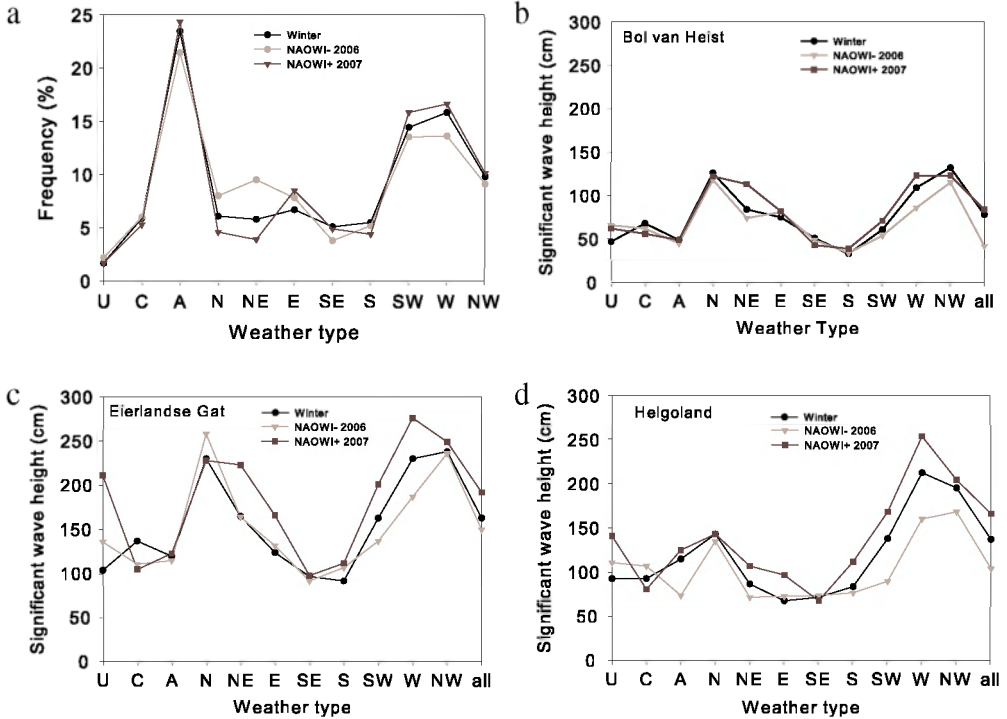 a
Frequency (%)
25
20
15
10
5
0
Winter
NAOWI- 2006
NAOWI+ 2007
U C A N NE E SE S SW W NW
Weather type
b
Significant wave height (cm)
300
250
200
150
100
50
0
Bol van Heist
Winter
NAOWI- 2006
NAOWI+ 2007
U C A N NE E SE S SW W NW all
Weather Type
c
Significant wave height (cm)
300
250
200
150
100
50
0
Eierlandse Gat
Winter
NAOWI- 2006
NAOWI+ 2007
U C A N NE E SE S SW W NW all
Weather type
d
Significant wave height (cm)
300
250
200
150
100
50
0
Helgoland
Winter
NAOWI- 2006
NAOWI+ 2007
U C A N NE E SE S SW W NW all
Weather type